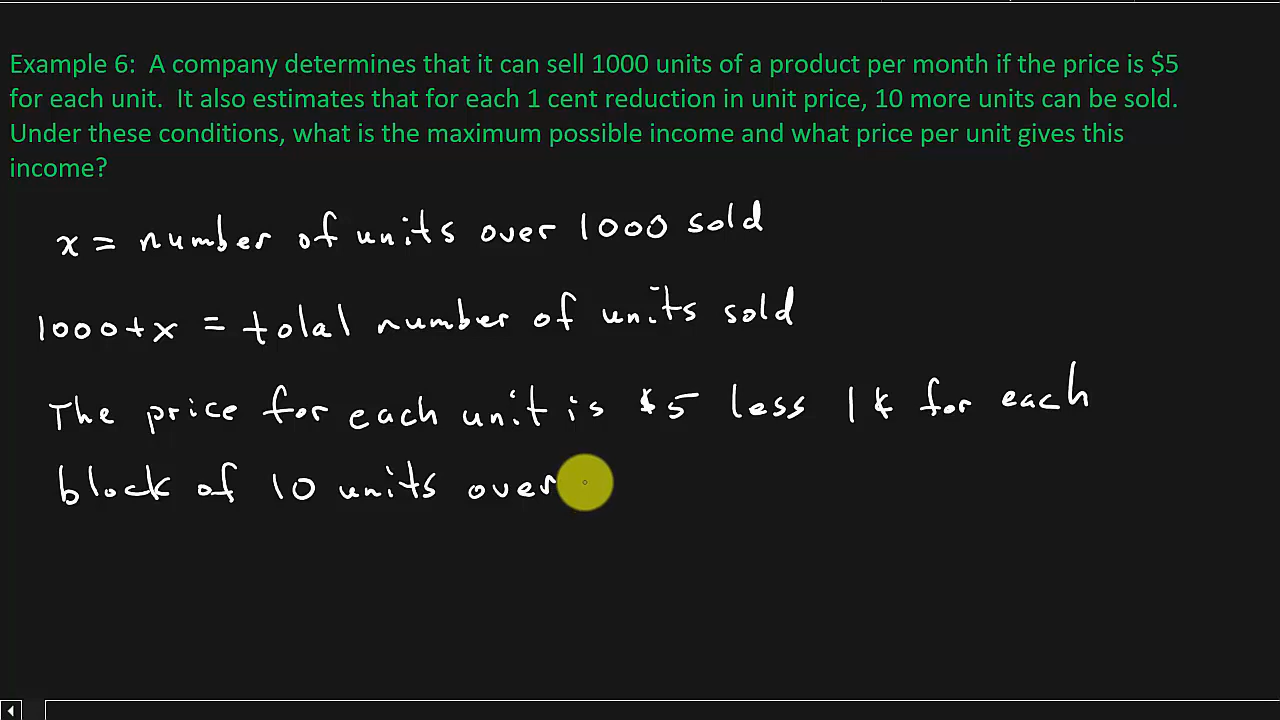 Example 6:  A company determines that it can sell 1000 units of a product per month if the price is $5
for each unit.  It also estimates that for each 1 cent reduction in unit price, 10 more units can be sold.
Under these conditions, what is the maximum possible income and what price per unit gives this
income?
x = number of units over 1000 sold
1000+x = total number of units sold
The price for each unit is $5 less 1¢ for each
block of 10 units over